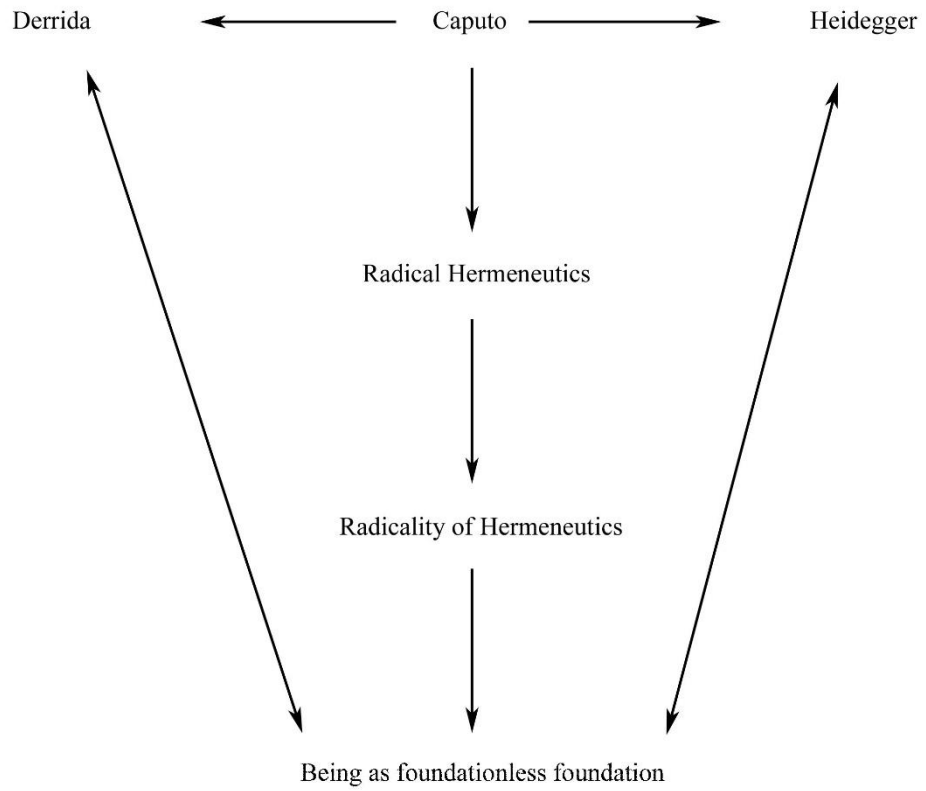 Derrida Caputo Heidegger
Radical Hermeneutics
Radicality of Hermeneutics
Being as foundationless foundation